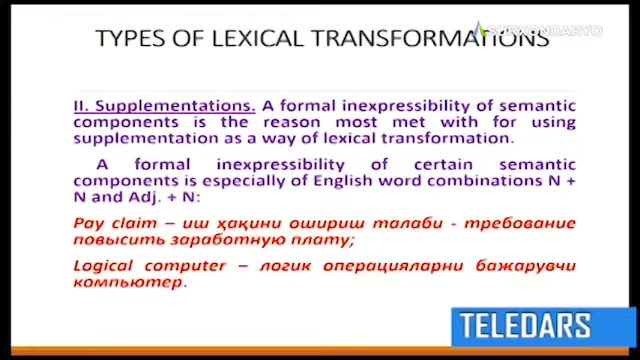 TYPES OF LEXICAL TRANSFORMATIONS
SURXONDARYO
II. Supplementations. A formal inexpressibility of semantic
components is the reason most met with for using
supplementation as a way of lexical transformation.
A formal inexpressibility of certain semantic
components is especially of English word combinations N +
N and Adj. + N:
Pay claim – иш ҳақини ошириш талаби - требование
повысить заработную плату;
Logical computer – логик операцияларни бажарувчи
компьютер.
TELEDARS